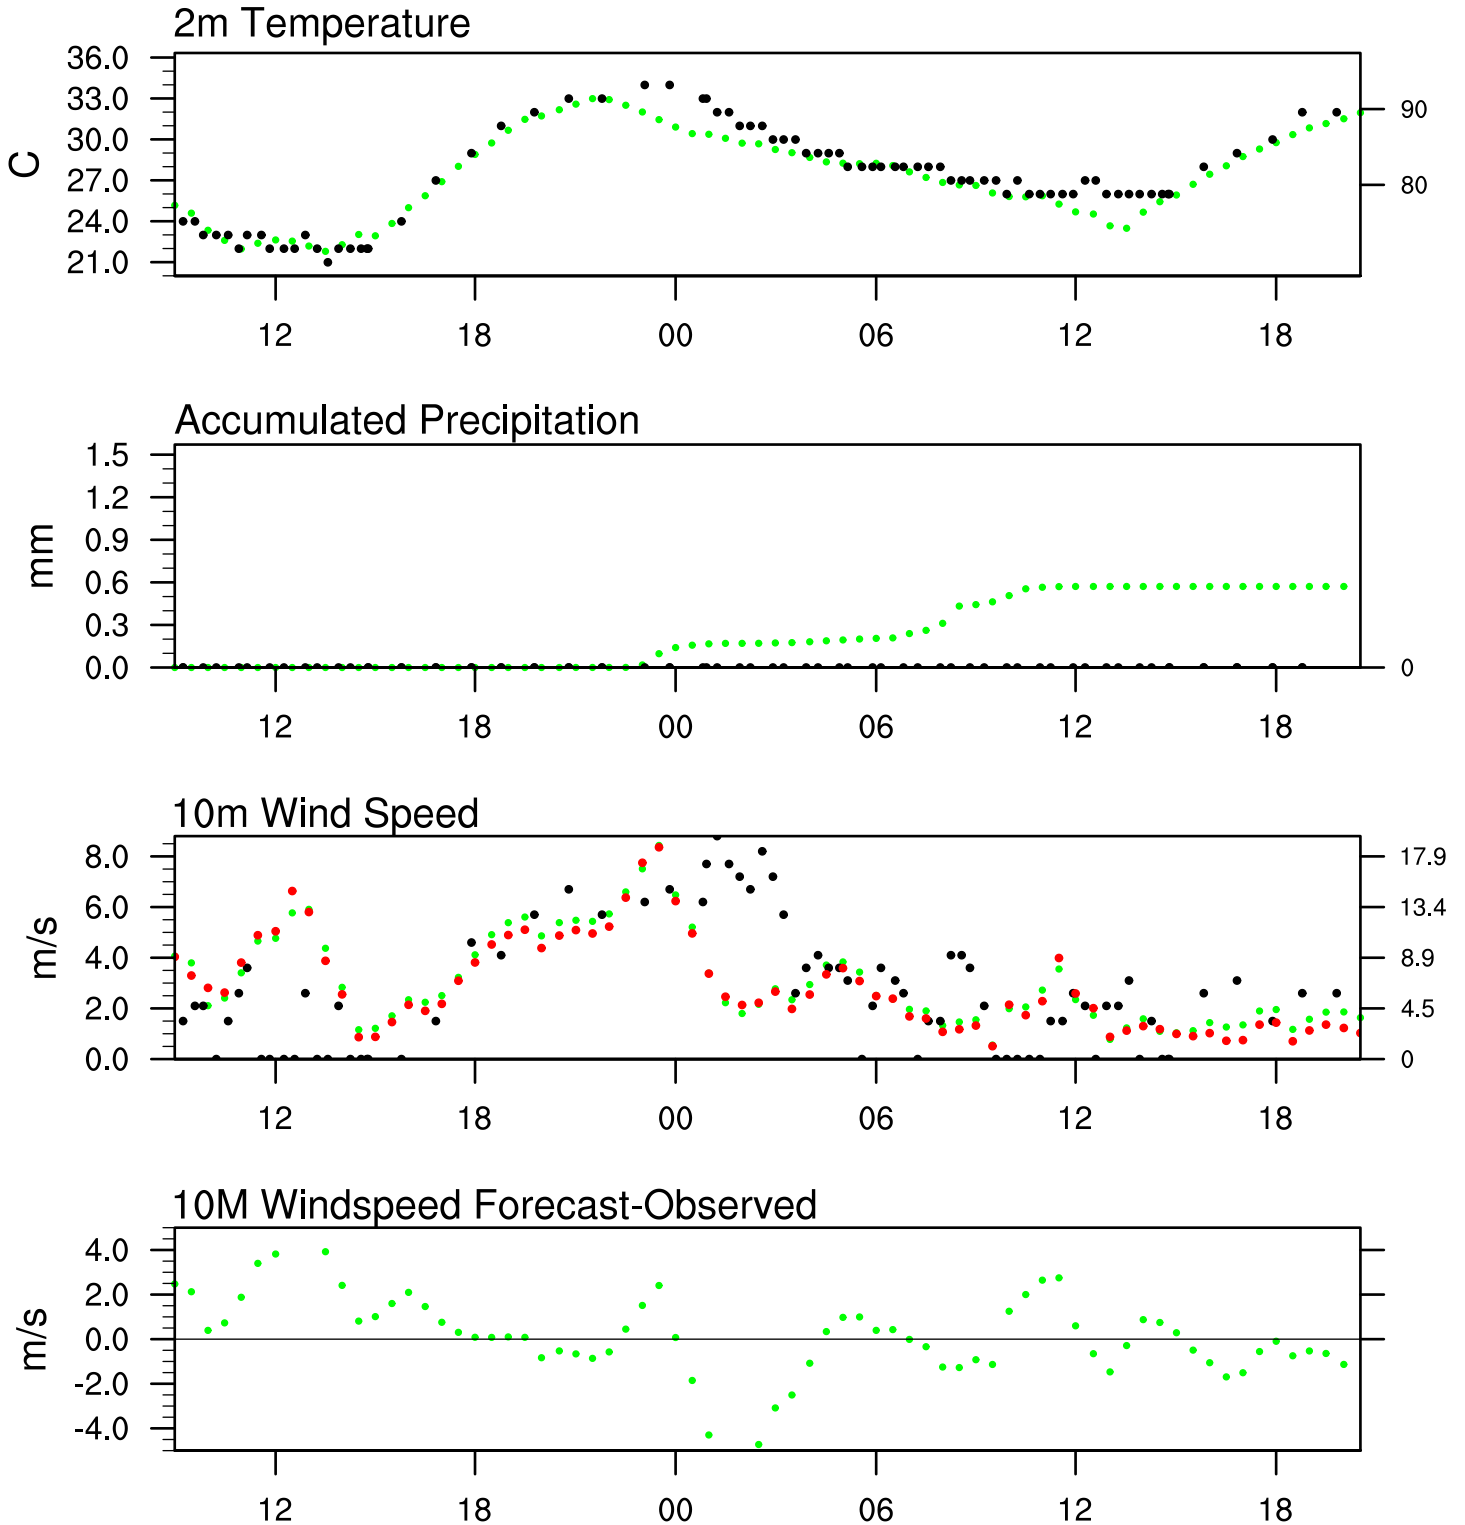 2m Temperature
36.0
33.0
30.0
27.0
24.0
21.0
C
90
80
12 18 00 06 12 18
Accumulated Precipitation
1.5
1.2
0.9
0.6
0.3
0.0
mm
0
12 18 00 06 12 18
10m Wind Speed
8.0
6.0
4.0
2.0
0.0
m/s
17.9
13.4
8.9
4.5
0
12 18 00 06 12 18
10M Windspeed Forecast-Observed
4.0
2.0
0.0
-2.0
-4.0
m/s
12 18 00 06 12 18